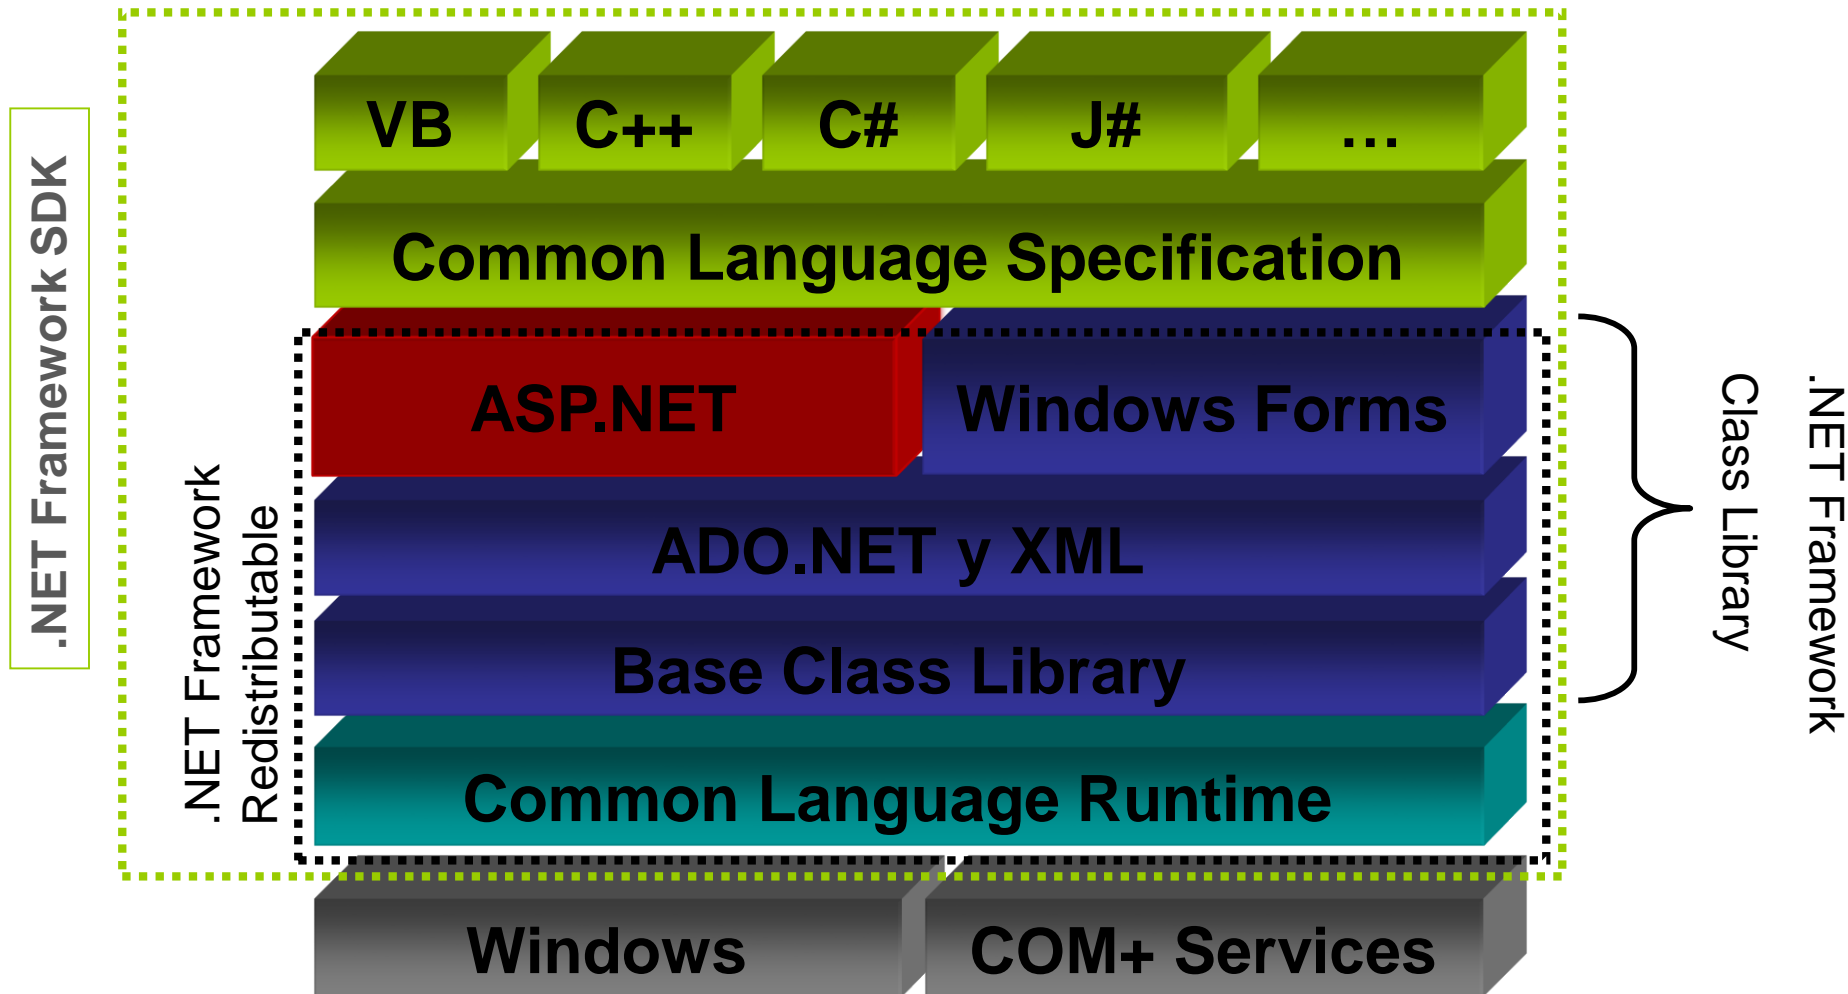 .NET Framework SDK
VB
C++
C#
J#
…
Common Language Specification
ASP.NET
Windows Forms
ADO.NET y XML
Base Class Library
Common Language Runtime
Windows
COM+ Services
.NET Framework
Redistributable
.NET Framework
Class Library